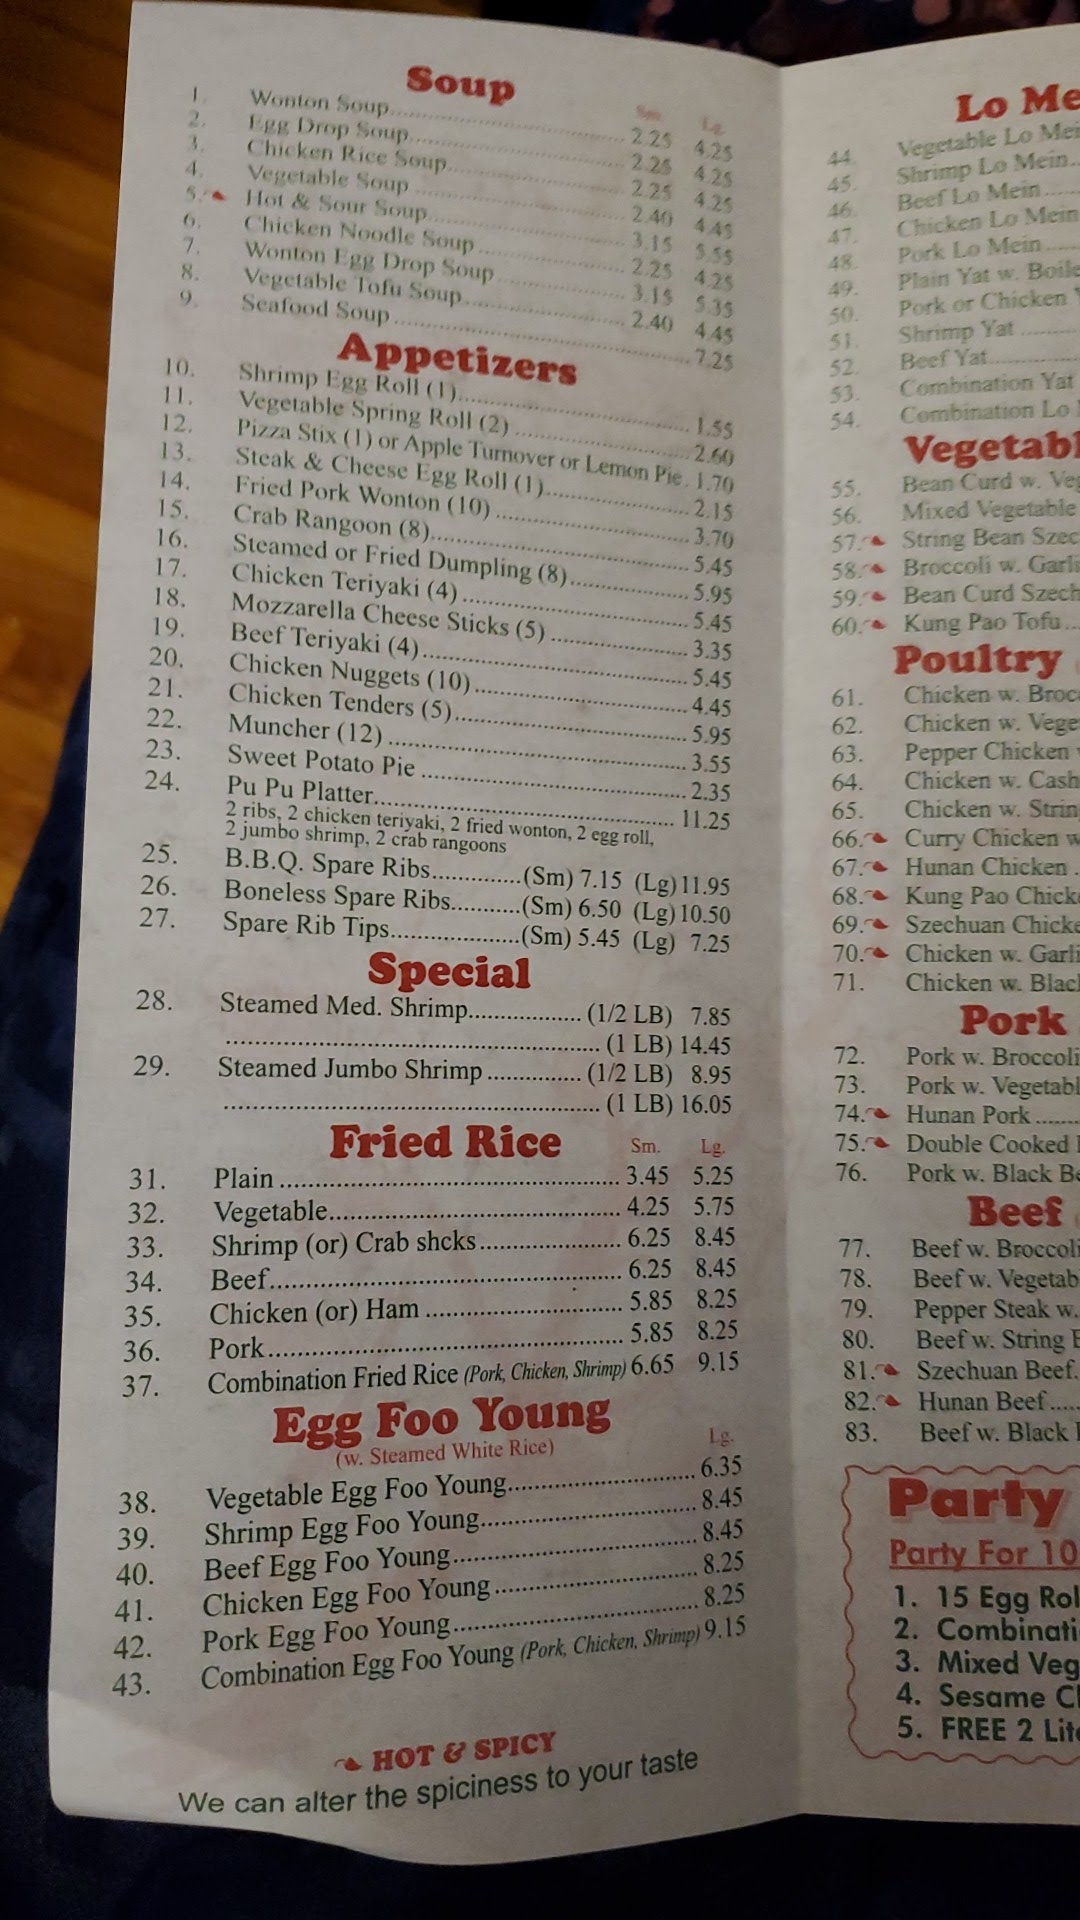 Soup
Sm. Lg.
1. Wonton Soup 2.25 4.25
2. Egg Drop Soup 2.25 4.25
3. Chicken Rice Soup 2.25 4.25
4. Vegetable Soup 2.40 4.45
5. Hot & Sour Soup 3.15 5.55
6. Chicken Noodle Soup 2.25 4.25
7. Wonton Egg Drop Soup 3.15 5.35
8. Vegetable Tofu Soup 2.40 4.45
9. Seafood Soup 7.25
Appetizers
10. Shrimp Egg Roll (1) 1.55
11. Vegetable Spring Roll (2) 2.60
12. Pizza Stix (1) or Apple Turnover or Lemon Pie 1.70
13. Steak & Cheese Egg Roll (1) 2.15
14. Fried Pork Wonton (10) 3.70
15. Crab Rangoon (8) 5.45
16. Steamed or Fried Dumpling (8) 5.95
17. Chicken Teriyaki (4) 5.45
18. Mozzarella Cheese Sticks (5) 3.35
19. Beef Teriyaki (4) 5.45
20. Chicken Nuggets (10) 4.45
21. Chicken Tenders (5) 5.95
22. Muncher (12) 3.55
23. Sweet Potato Pie 2.35
24. Pu Pu Platter 11.25
2 ribs, 2 chicken teriyaki, 2 fried wonton, 2 egg roll,
2 jumbo shrimp, 2 crab rangoons
25. B.B.Q. Spare Ribs (Sm) 7.15 (Lg) 11.95
26. Boneless Spare Ribs (Sm) 6.50 (Lg) 10.50
27. Spare Rib Tips (Sm) 5.45 (Lg) 7.25
Special
28. Steamed Med. Shrimp (1/2 LB) 7.85
(1 LB) 14.45
29. Steamed Jumbo Shrimp (1/2 LB) 8.95
(1 LB) 16.05
Fried Rice Sm. Lg.
31. Plain 3.45 5.25
32. Vegetable 4.25 5.75
33. Shrimp (or) Crab shcks 6.25 8.45
34. Beef 6.25 8.45
35. Chicken (or) Ham 5.85 8.25
36. Pork 5.85 8.25
37. Combination Fried Rice (Pork, Chicken, Shrimp) 6.65 9.15
Egg Foo Young
(w. Steamed White Rice) Lg.
38. Vegetable Egg Foo Young 6.35
39. Shrimp Egg Foo Young 8.45
40. Beef Egg Foo Young 8.45
41. Chicken Egg Foo Young 8.25
42. Pork Egg Foo Young 8.25
43. Combination Egg Foo Young (Pork, Chicken, Shrimp) 9.15
HOT & SPICY
We can alter the spiciness to your taste
Lo Me
44. Vegetable Lo Mei
45. Shrimp Lo Mein
46. Beef Lo Mein
47. Chicken Lo Mein
48. Pork Lo Mein
49. Plain Yat w. Boile
50. Pork or Chicken Y
51. Shrimp Yat
52. Beef Yat
53. Combination Yat
54. Combination Lo
Vegetabl
55. Bean Curd w. Veg
56. Mixed Vegetable
57. String Bean Szec
58. Broccoli w. Garli
59. Bean Curd Szech
60. Kung Pao Tofu
Poultry
61. Chicken w. Broc
62. Chicken w. Vege
63. Pepper Chicken
64. Chicken w. Cash
65. Chicken w. Strin
66. Curry Chicken w
67. Hunan Chicken
68. Kung Pao Chick
69. Szechuan Chicke
70. Chicken w. Garli
71. Chicken w. Blac
Pork
72. Pork w. Broccoli
73. Pork w. Vegetabl
74. Hunan Pork
75. Double Cooked
76. Pork w. Black Be
Beef
77. Beef w. Broccoli
78. Beef w. Vegetab
79. Pepper Steak w.
80. Beef w. String
81. Szechuan Beef
82. Hunan Beef
83. Beef w. Black
Party
Party For 10
1. 15 Egg Rol
2. Combinati
3. Mixed Veg
4. Sesame C
5. FREE 2 Lit